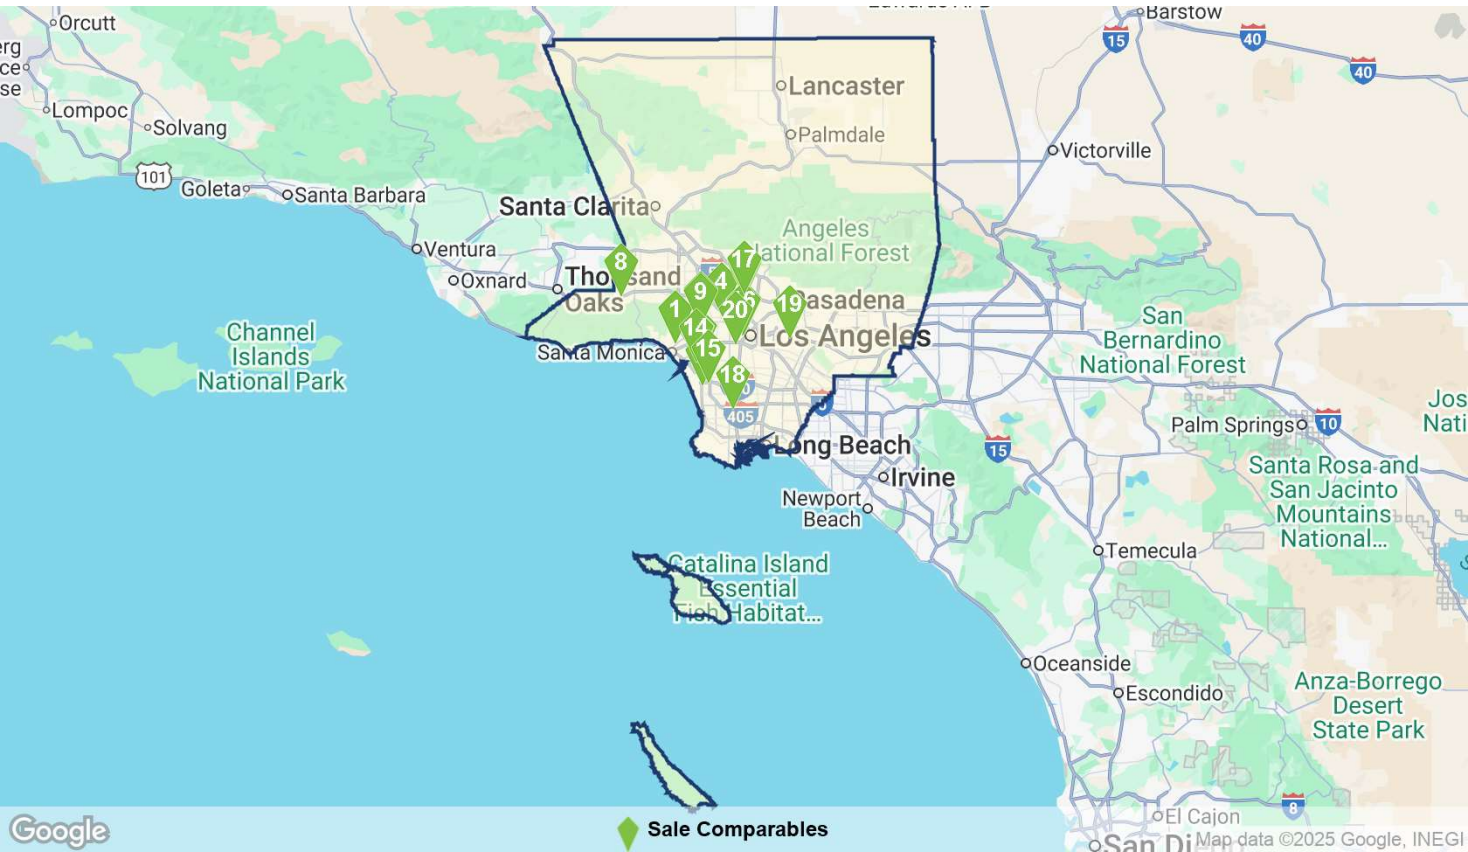 Orcutt
Barstow
15
40
40
Lancaster
Lompoc
Solvang
Palmdale
Victorville
101
Goleta
Santa Barbara
Santa Clarita
Angeles
National Forest
Ventura
Oxnard
Thousand
Oaks
8
17
4
9
1
20
19
14
15
18
Pasadena
Los Angeles
Santa Monica
Channel
Islands
National Park
San
Bernardino
National Forest
405
Long Beach
Irvine
Newport
Beach
15
Palm Springs
10
Santa Rosa and
San Jacinto
Mountains
National...
Temecula
Catalina Island
Essential
Fish Habitat...
Oceanside
Escondido
Anza-Borrego
Desert
State Park
8
El Cajon
Google
Sale Comparables
Map data ©2025 Google, INEGI